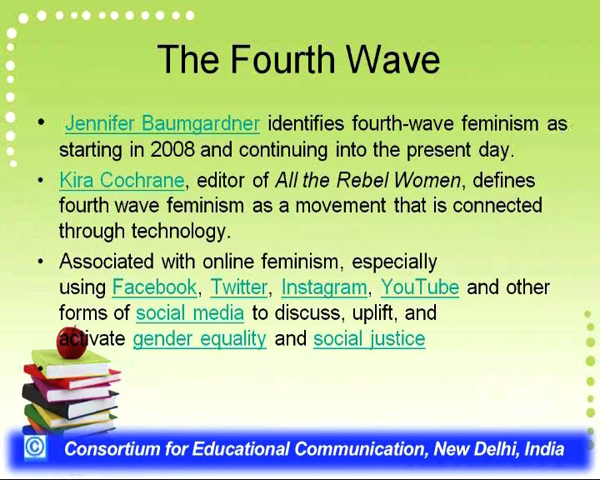 The Fourth Wave
• Jennifer Baumgardner identifies fourth-wave feminism as
starting in 2008 and continuing into the present day.
• Kira Cochrane, editor of All the Rebel Women, defines
fourth wave feminism as a movement that is connected
through technology.
• Associated with online feminism, especially
using Facebook, Twitter, Instagram, YouTube and other
forms of social media to discuss, uplift, and
activate gender equality and social justice
© Consortium for Educational Communication, New Delhi, India